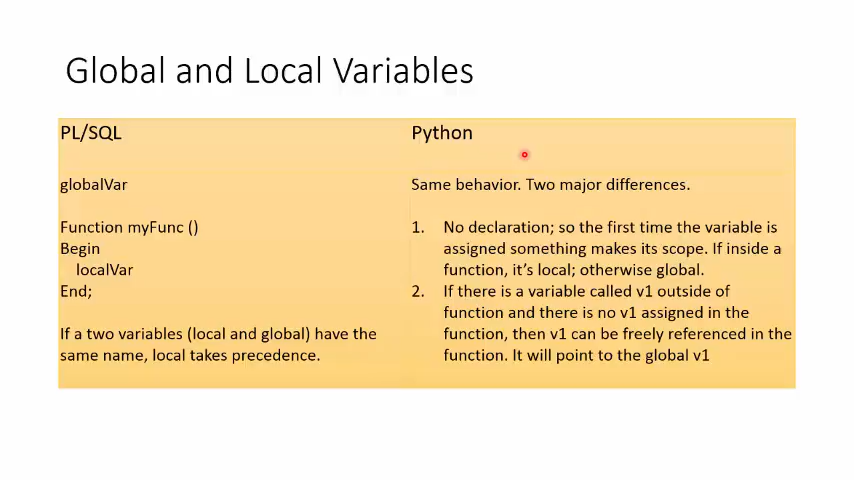 Global and Local Variables
PL/SQL
globalVar
Function myFunc ()
Begin
localVar
End;
If a two variables (local and global) have the
same name, local takes precedence.
Python
Same behavior. Two major differences.
1. No declaration; so the first time the variable is
assigned something makes its scope. If inside a
function, it's local; otherwise global.
2. If there is a variable called v1 outside of
function and there is no v1 assigned in the
function, then v1 can be freely referenced in the
function. It will point to the global v1